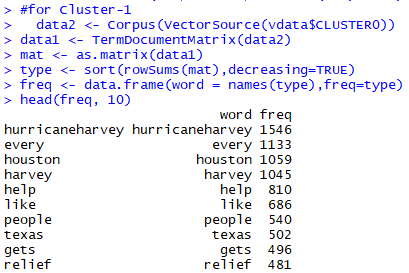 > #for Cluster-1
>   data2 <- Corpus(VectorSource(vdata$CLUSTER0))
> data1 <- TermDocumentMatrix(data2)
> mat <- as.matrix(data1)
> type <- sort(rowSums(mat),decreasing=TRUE)
> freq <- data.frame(word = names(type),freq=type)
> head(freq, 10)
                          word freq
hurricaneharvey hurricaneharvey 1546
every                     every 1133
houston                 houston 1059
harvey                   harvey 1045
help                       help  810
like                       like  686
people                   people  540
texas                     texas  502
gets                       gets  496
relief                   relief  481